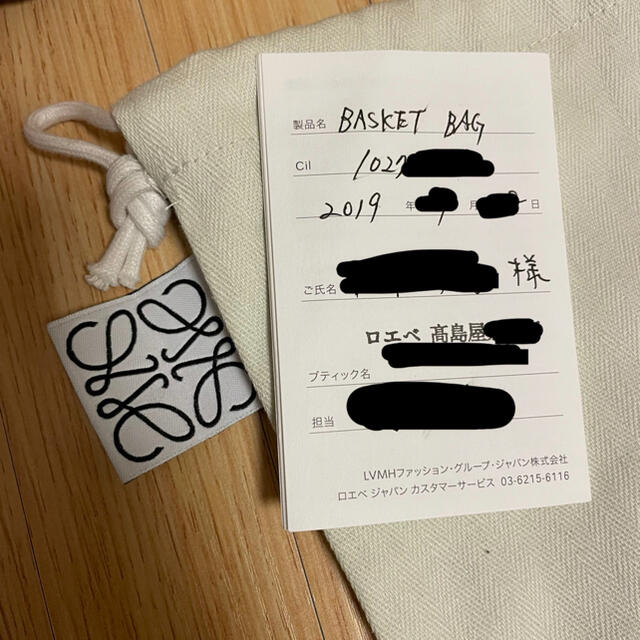 製品名 BASKET BAG
Cil 1027
2019 年 月 日
ご氏名 様
ロエベ 髙島屋
ブティック名
担当
LVMHファッション・グループ・ジャパン株式会社
ロエベ ジャパン カスタマーサービス 03-6215-6116